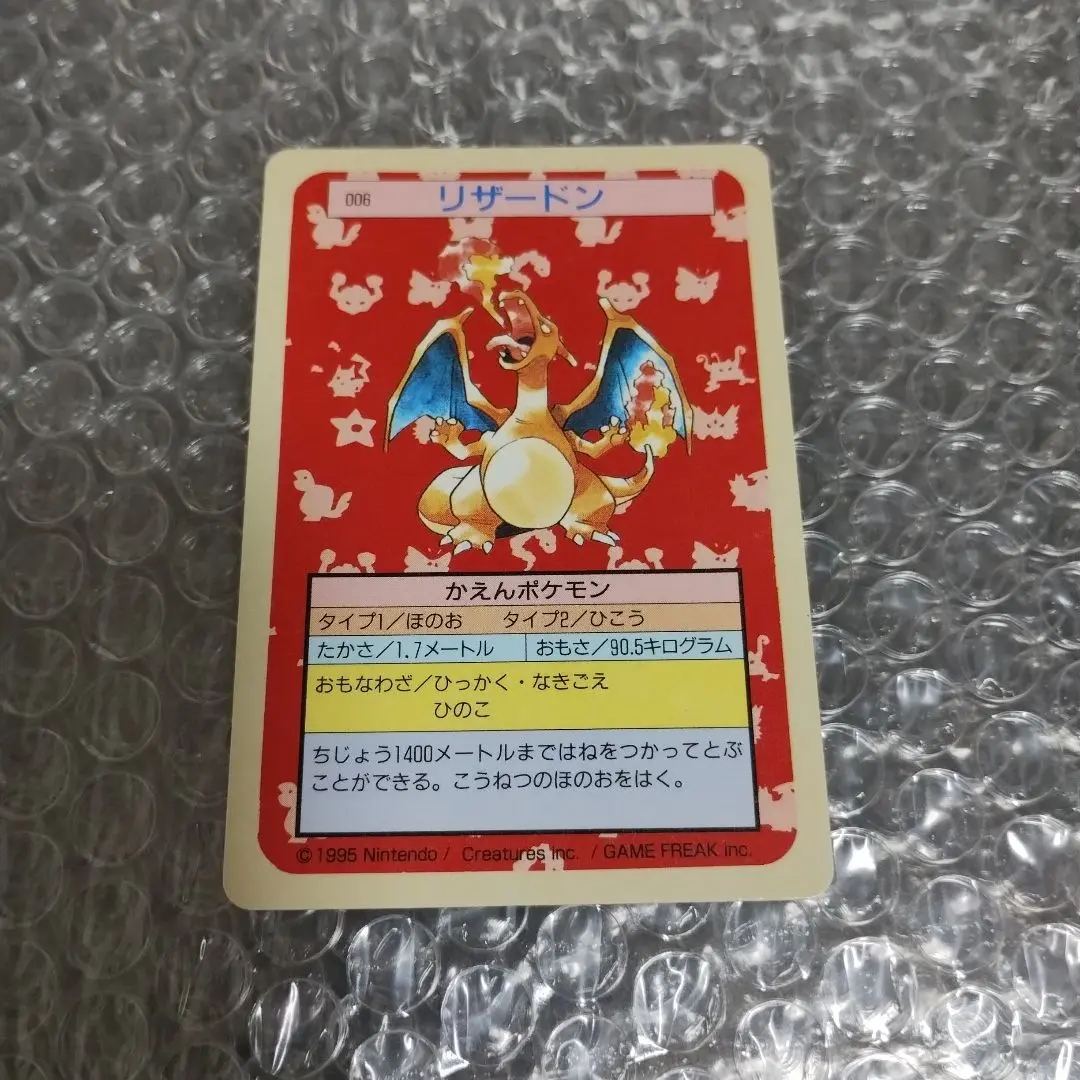 006 リザードン
かえんポケモン
タイプ1／ほのお タイプ2／ひこう
たかさ／1.7メートル おもさ／90.5キログラム
おもなわざ／ひっかく・なきごえ
ひのこ
ちじょう1400メートルまではねをつかってとぶ
ことができる。こうねつのほのおをはく。
© 1995 Nintendo / Creatures inc. / GAME FREAK inc.